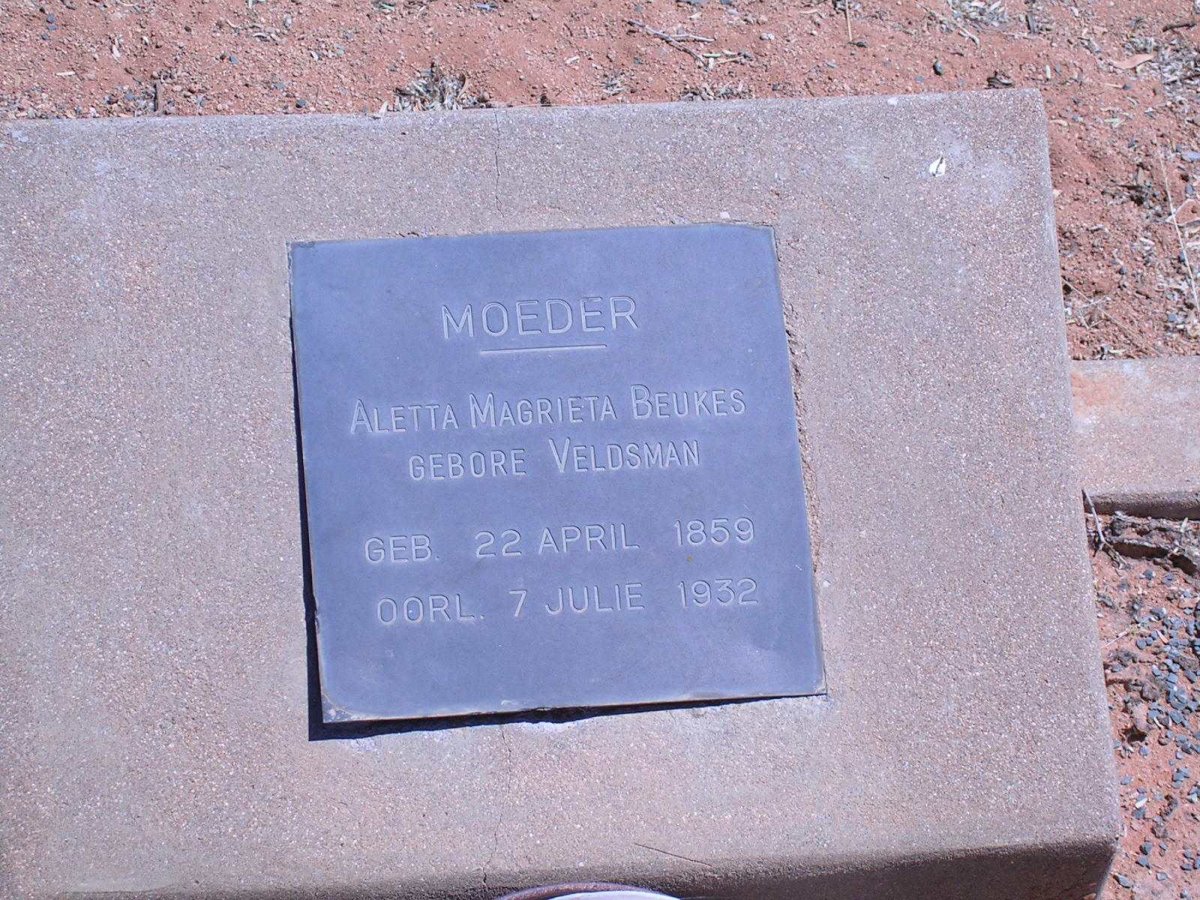 MOEDER
ALETTA MAGRIETA BEUKES
GEBORE VELDSMAN
GEB. 22 APRIL 1859
OORL. 7 JULIE 1932